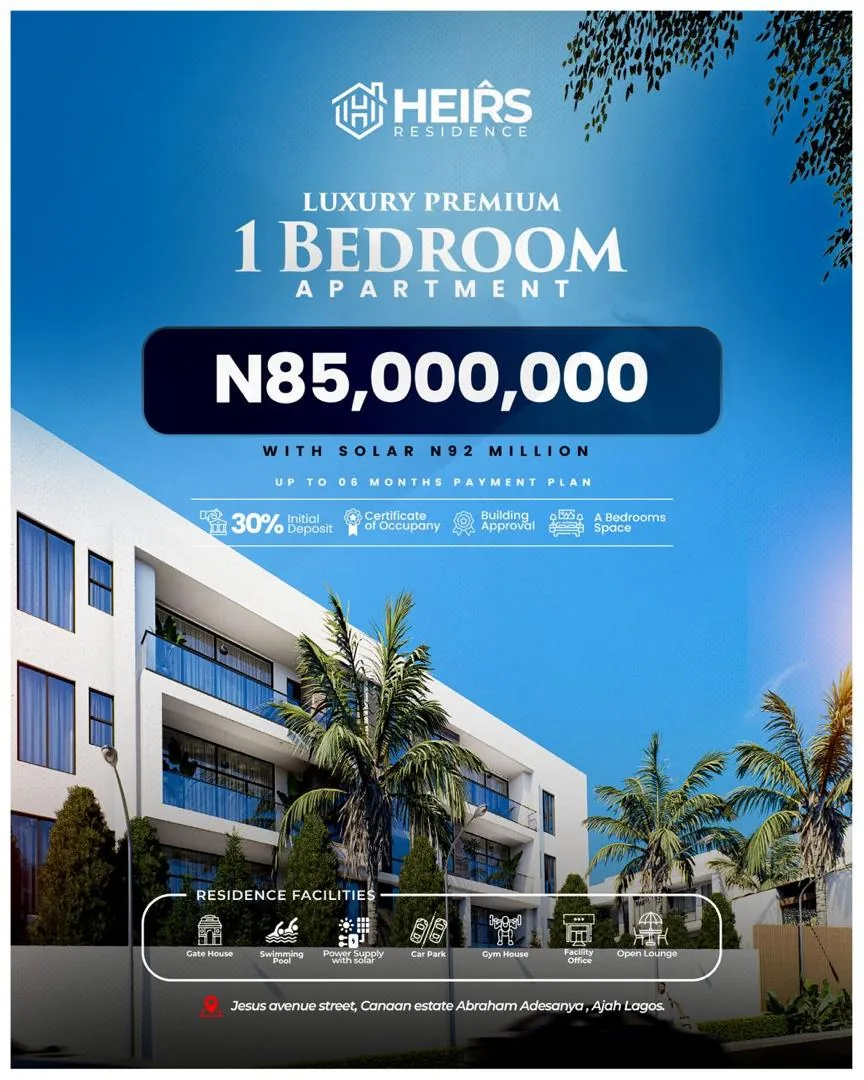 HEIRS
RESIDENCE
LUXURY PREMIUM
1 BEDROOM
APARTMENT
N85,000,000
WITH SOLAR N92 MILLION
UP TO 06 MONTHS PAYMENT PLAN
30% Initial Deposit
Certificate of Occupany
Building Approval
A Bedrooms Space
RESIDENCE FACILITIES
Gate House
Swimming Pool
Power Supply with solar
Car Park
Gym House
Facility Office
Open Lounge
Jesus avenue street, Canaan estate Abraham Adesanya , Ajah Lagos.